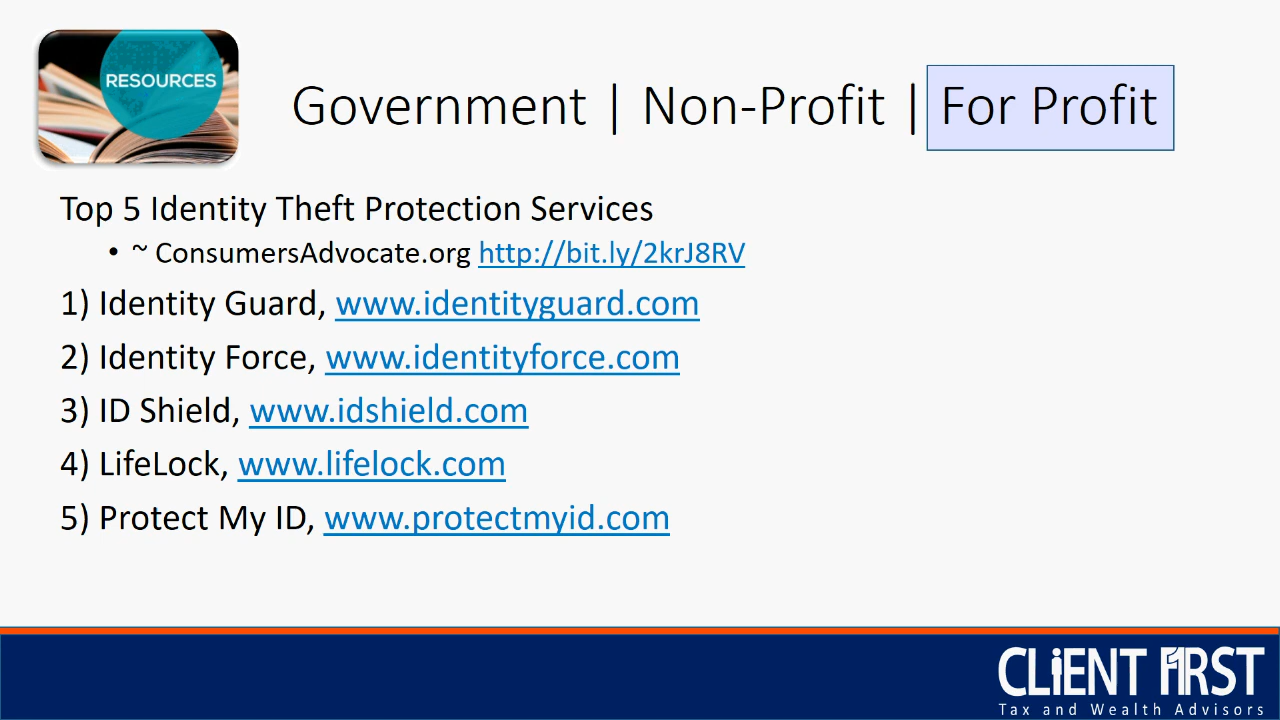 RESOURCES
Government | Non-Profit | For Profit
Top 5 Identity Theft Protection Services
• ~ ConsumersAdvocate.org http://bit.ly/2krJ8RV
1) Identity Guard, www.identityguard.com
2) Identity Force, www.identityforce.com
3) ID Shield, www.idshield.com
4) LifeLock, www.lifelock.com
5) Protect My ID, www.protectmyid.com
CLiENT FIRST
Tax and Wealth Advisors